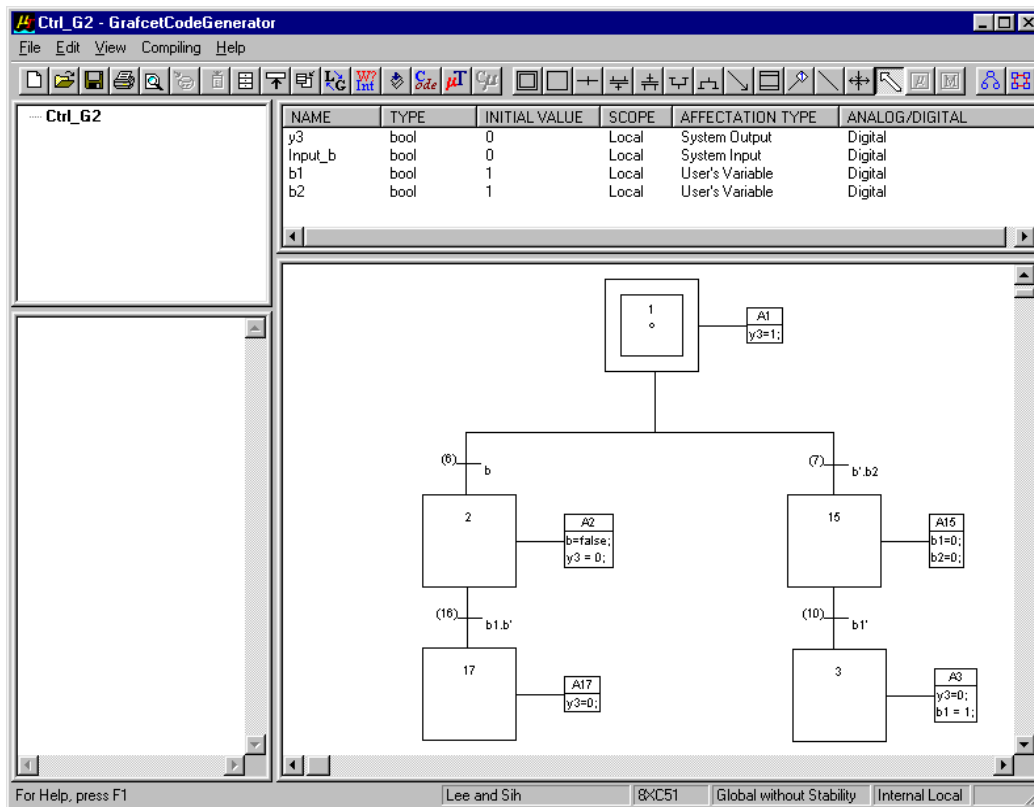 Ctrl_G2 - GrafcetCodeGenerator
File Edit View Compiling Help
L G W? Int Code µT Cµ µ M
Ctrl_G2
NAME TYPE INITIAL VALUE SCOPE AFFECTATION TYPE ANALOG/DIGITAL
y3 bool 0 Local System Output Digital
Input_b bool 0 Local System Input Digital
b1 bool 1 Local User's Variable Digital
b2 bool 1 Local User's Variable Digital
1
A1
y3=1;
(6) b
(7) b'.b2
2
A2
b=false;
y3 = 0;
15
A15
b1=0;
b2=0;
(16) b1.b'
(10) b1'
17
A17
y3=0;
3
A3
y3=0;
b1 = 1;
For Help, press F1 Lee and Sih 8XC51 Global without Stability Internal Local